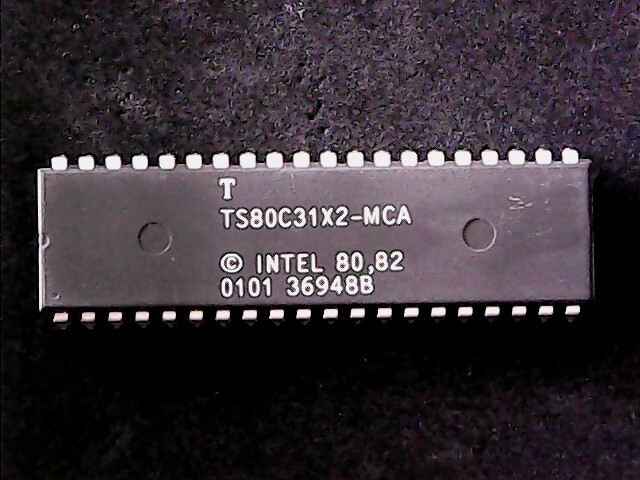 T
TS80C31X2-MCA
© INTEL 80,82
0101 36948B